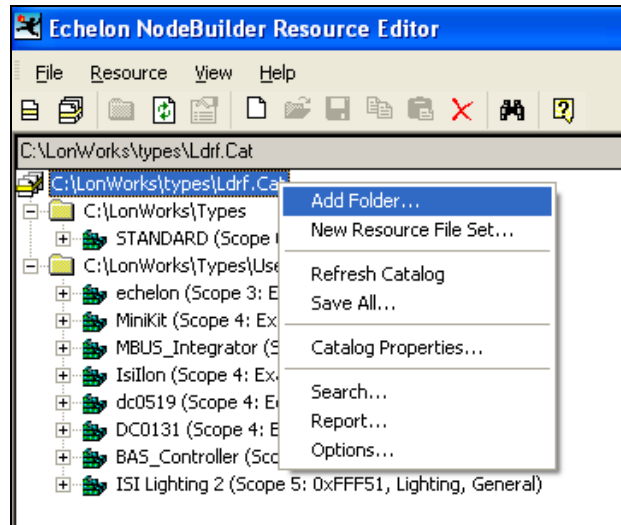 Echelon NodeBuilder Resource Editor
File Resource View Help
C:\LonWorks\types\Ldrf.Cat
C:\LonWorks\types\Ldrf.Cat
C:\LonWorks\Types
STANDARD (Scope
C:\LonWorks\Types\Use
echelon (Scope 3: E
MiniKit (Scope 4: Ex
MBUS_Integrator (S
IsiIlon (Scope 4: Ex
dc0519 (Scope 4: E
DC0131 (Scope 4: E
BAS_Controller (Sco
ISI Lighting 2 (Scope 5: 0xFFF51, Lighting, General)
Add Folder...
New Resource File Set...
Refresh Catalog
Save All...
Catalog Properties...
Search...
Report...
Options...